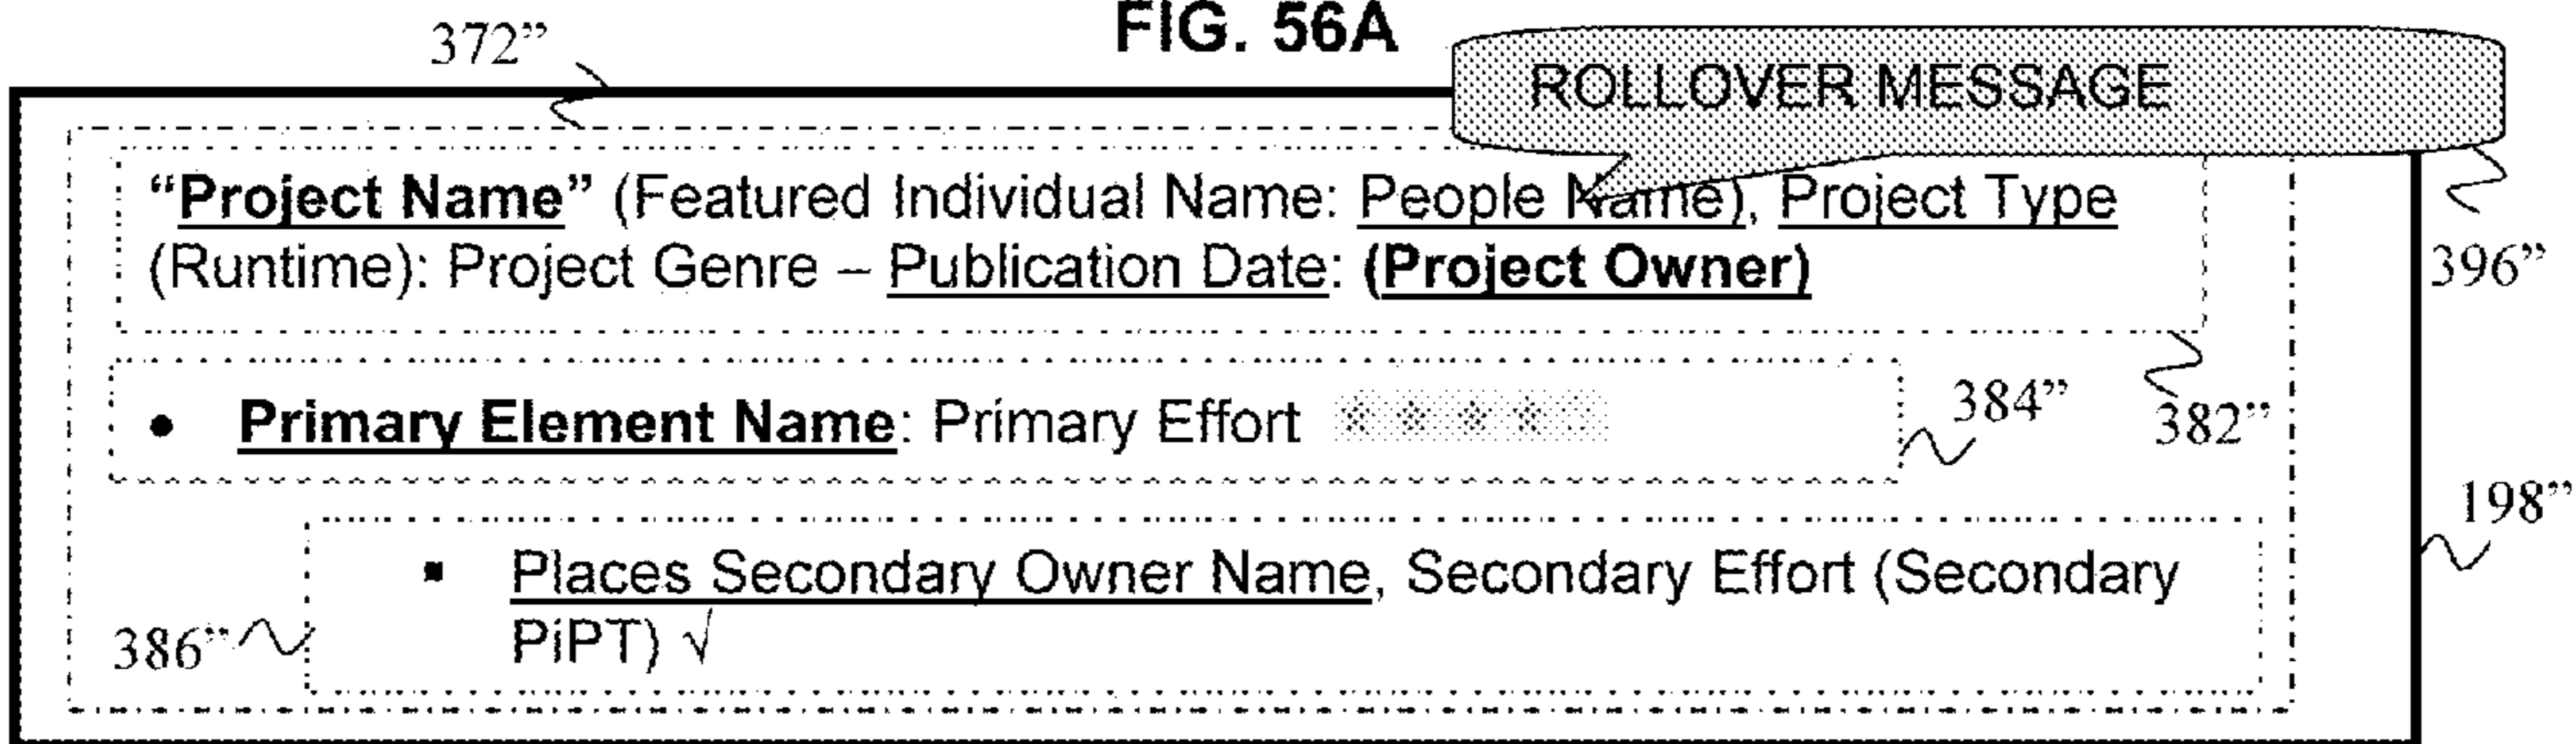 FIG. 56A
372”
ROLLOVER MESSAGE
“Project Name” (Featured Individual Name: People Name), Project Type
(Runtime): Project Genre – Publication Date: (Project Owner)
396”
• Primary Element Name: Primary Effort
384”
382”
198”
▪ Places Secondary Owner Name, Secondary Effort (Secondary
PiPT) √
386”